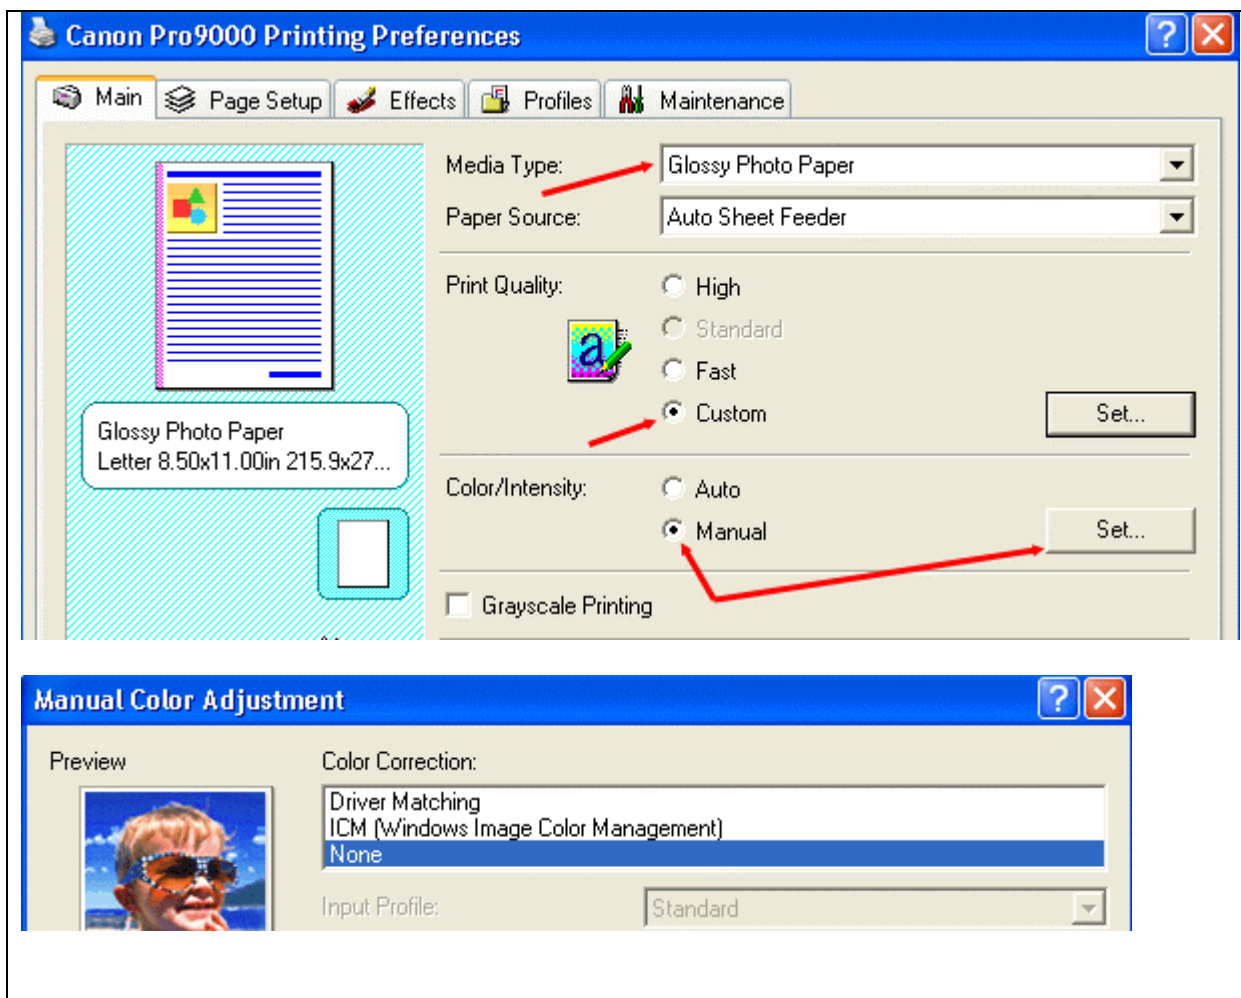 Canon Pro9000 Printing Preferences
Main Page Setup Effects Profiles Maintenance
Media Type: Glossy Photo Paper
Paper Source: Auto Sheet Feeder
Print Quality: High
Standard
Fast
Custom Set...
Glossy Photo Paper
Letter 8.50x11.00in 215.9x27...
Color/Intensity: Auto
Manual Set...
Grayscale Printing
Manual Color Adjustment
Preview
Color Correction:
Driver Matching
ICM (Windows Image Color Management)
None
Input Profile: Standard